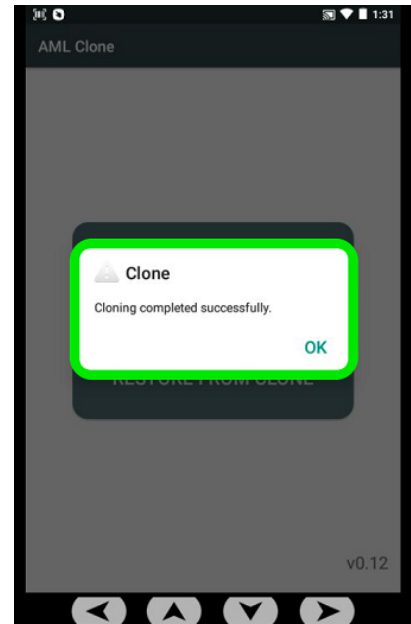 1:31
AML Clone
Clone
Cloning completed successfully.
OK
RESTORE FROM CLONE
v0.12